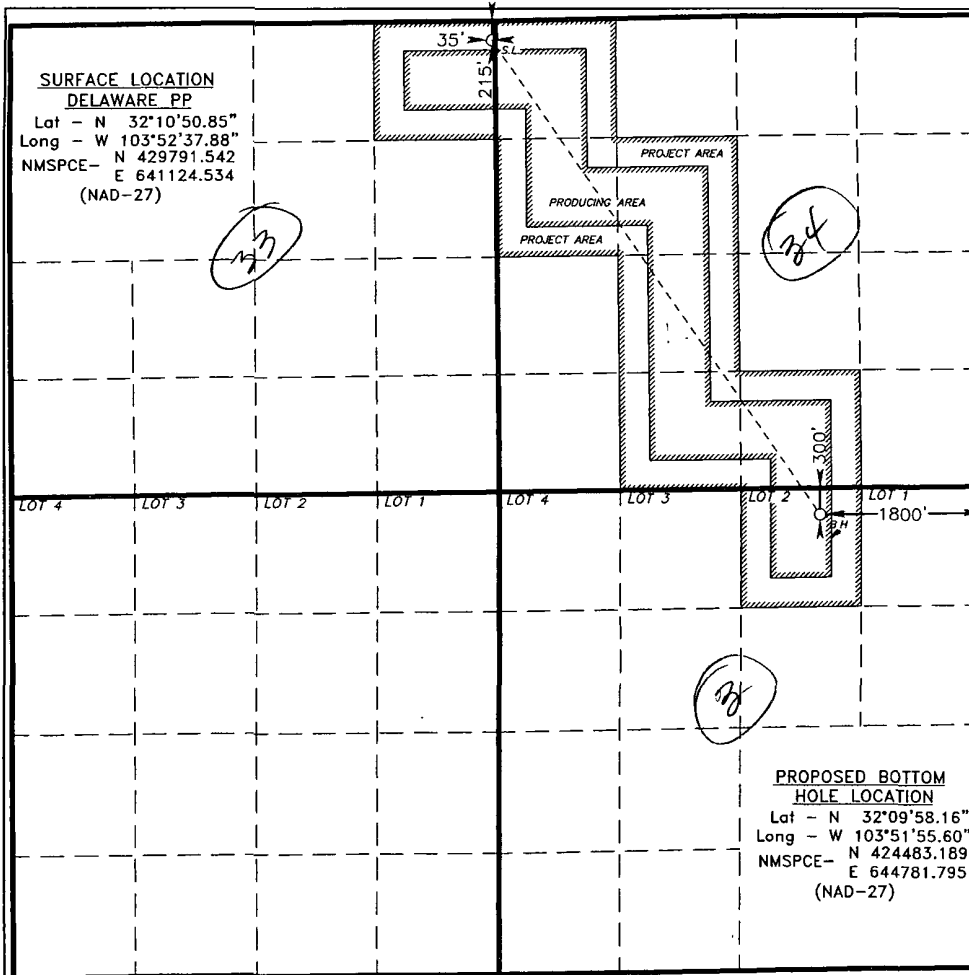 35'
S.L.
215'
SURFACE LOCATION
DELAWARE PP
Lat - N 32°10'50.85"
Long - W 103°52'37.88"
NMSPCE- N 429791.542
E 641124.534
(NAD-27)
PROJECT AREA
PRODUCING AREA
PROJECT AREA
33
34
300'
LOT 4
LOT 3
LOT 2
LOT 1
LOT 4
LOT 3
LOT 2
LOT 1
1800'
B.H.
PROPOSED BOTTOM
HOLE LOCATION
Lat - N 32°09'58.16"
Long - W 103°51'55.60"
NMSPCE- N 424483.189
E 644781.795
(NAD-27)